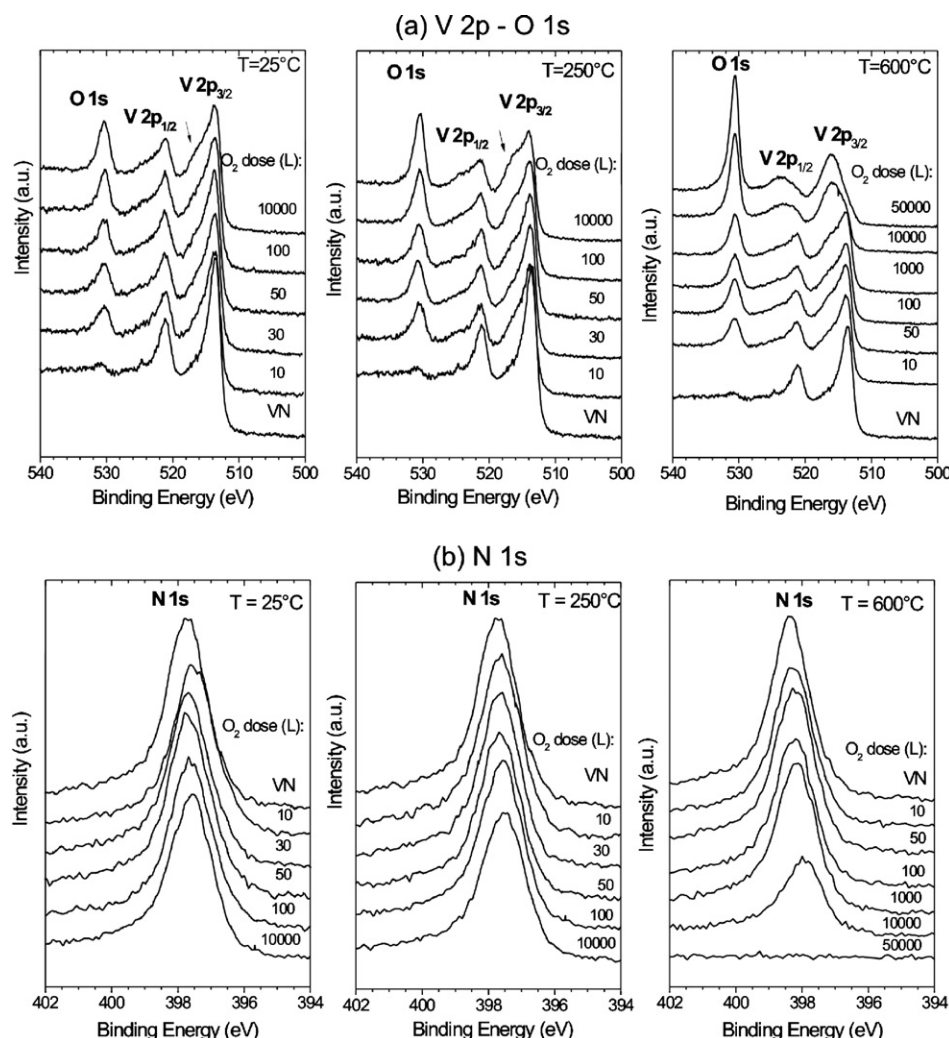 (a) V 2p - O 1s
T=25°C
O 1s
V 2p1/2
V 2p3/2
O2 dose (L):
10000
100
50
30
10
VN
Intensity (a.u.)
540 530 520 510 500
Binding Energy (eV)
T=250°C
O 1s
V 2p1/2
V 2p3/2
O2 dose (L):
10000
100
50
30
10
VN
Intensity (a.u.)
540 530 520 510 500
Binding Energy (eV)
T=600°C
O 1s
V 2p1/2
V 2p3/2
O2 dose (L):
50000
10000
1000
100
50
10
VN
Intensity (a.u.)
540 530 520 510 500
Binding Energy (eV)
(b) N 1s
N 1s
T = 25°C
O2 dose (L):
VN
10
30
50
100
10000
Intensity (a.u.)
402 400 398 396 394
Binding Energy (eV)
N 1s
T = 250°C
O2 dose (L):
VN
10
30
50
100
10000
Intensity (a.u.)
402 400 398 396 394
Binding Energy (eV)
N 1s
T = 600°C
O2 dose (L):
VN
10
50
100
1000
10000
50000
Intensity (a.u.)
402 400 398 396 394
Binding Energy (eV)